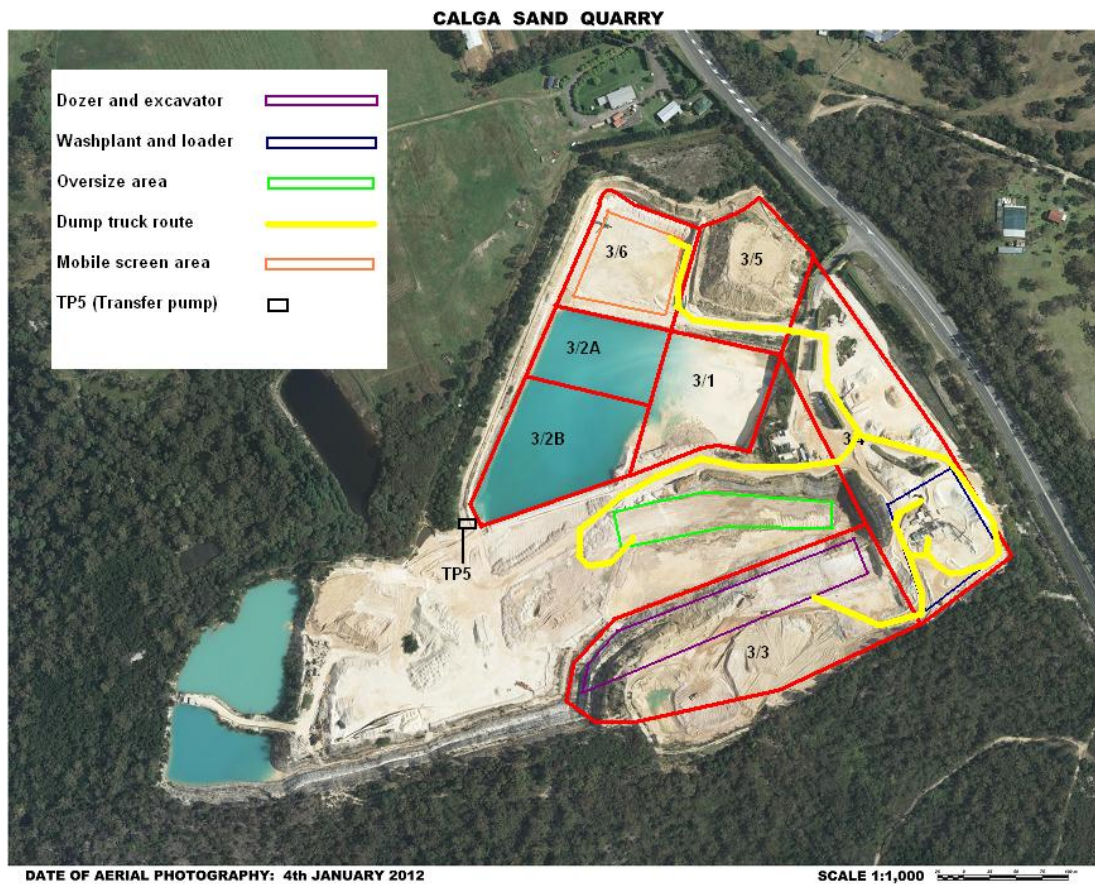 CALGA SAND QUARRY
Dozer and excavator
Washplant and loader
Oversize area
Dump truck route
Mobile screen area
TP5 (Transfer pump)
3/6
3/5
3/2A
3/1
3/2B
3/4
TP5
3/3
DATE OF AERIAL PHOTOGRAPHY: 4th JANUARY 2012
SCALE 1:1,000